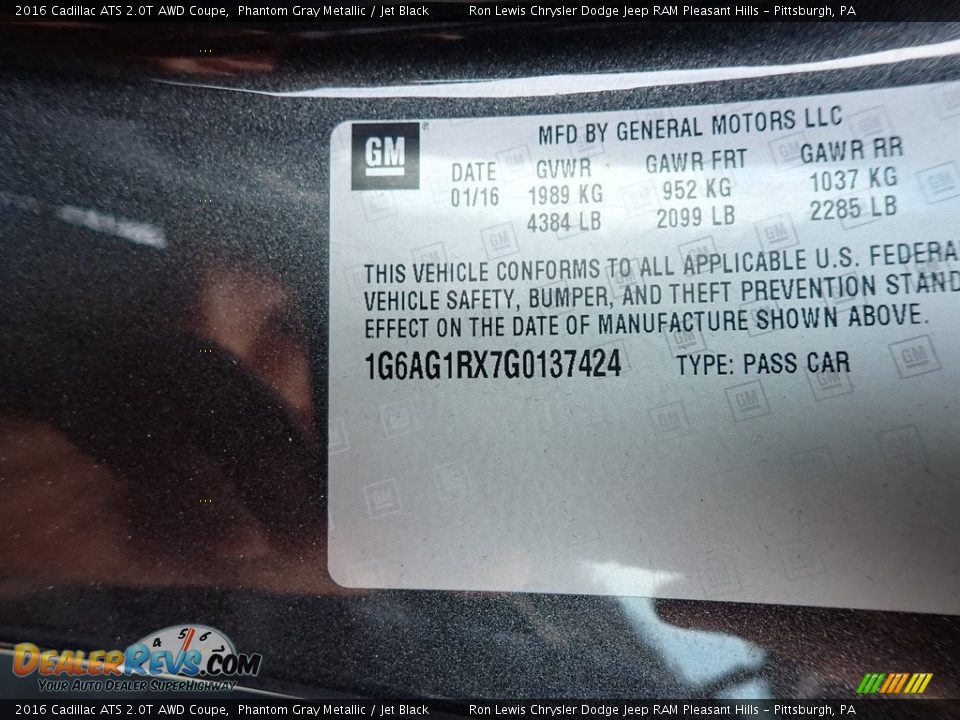 2016 Cadillac ATS 2.0T AWD Coupe, Phantom Gray Metallic / Jet Black Ron Lewis Chrysler Dodge Jeep RAM Pleasant Hills - Pittsburgh, PA
GM
MFD BY GENERAL MOTORS LLC
DATE GVWR GAWR FRT GAWR RR
01/16 1989 KG 952 KG 1037 KG
4384 LB 2099 LB 2285 LB
THIS VEHICLE CONFORMS TO ALL APPLICABLE U.S. FEDERA
VEHICLE SAFETY, BUMPER, AND THEFT PREVENTION STAND
EFFECT ON THE DATE OF MANUFACTURE SHOWN ABOVE.
1G6AG1RX7G0137424 TYPE: PASS CAR
4 5 6
DEALERREVS.COM
YOUR AUTO DEALER SUPERHIGHWAY
2016 Cadillac ATS 2.0T AWD Coupe, Phantom Gray Metallic / Jet Black Ron Lewis Chrysler Dodge Jeep RAM Pleasant Hills - Pittsburgh, PA